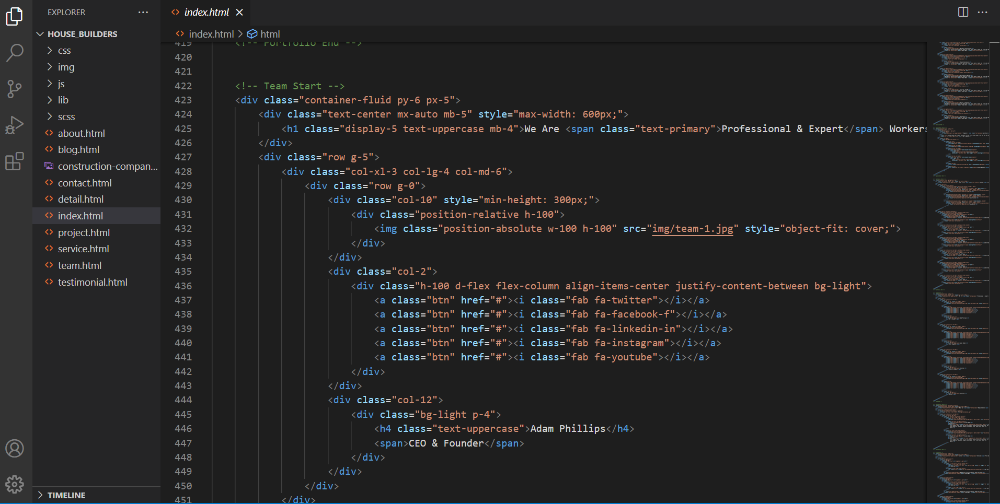 EXPLORER
HOUSE_BUILDERS
css
img
js
lib
scss
about.html
blog.html
construction-compan...
contact.html
detail.html
index.html
project.html
service.html
team.html
testimonial.html
TIMELINE
index.html
index.html > html
419 <!-- Portfolio End -->
420
421
422 <!-- Team Start -->
423 <div class="container-fluid py-6 px-5">
424 <div class="text-center mx-auto mb-5" style="max-width: 600px;">
425 <h1 class="display-5 text-uppercase mb-4">We Are <span class="text-primary">Professional & Expert</span> Workers
426 </div>
427 <div class="row g-5">
428 <div class="col-xl-3 col-lg-4 col-md-6">
429 <div class="row g-0">
430 <div class="col-10" style="min-height: 300px;">
431 <div class="position-relative h-100">
432 <img class="position-absolute w-100 h-100" src="img/team-1.jpg" style="object-fit: cover;">
433 </div>
434 </div>
435 <div class="col-2">
436 <div class="h-100 d-flex flex-column align-items-center justify-content-between bg-light">
437 <a class="btn" href="#"><i class="fab fa-twitter"></i></a>
438 <a class="btn" href="#"><i class="fab fa-facebook-f"></i></a>
439 <a class="btn" href="#"><i class="fab fa-linkedin-in"></i></a>
440 <a class="btn" href="#"><i class="fab fa-instagram"></i></a>
441 <a class="btn" href="#"><i class="fab fa-youtube"></i></a>
442 </div>
443 </div>
444 <div class="col-12">
445 <div class="bg-light p-4">
446 <h4 class="text-uppercase">Adam Phillips</h4>
447 <span>CEO & Founder</span>
448 </div>
449 </div>
450 </div>
451 </div>